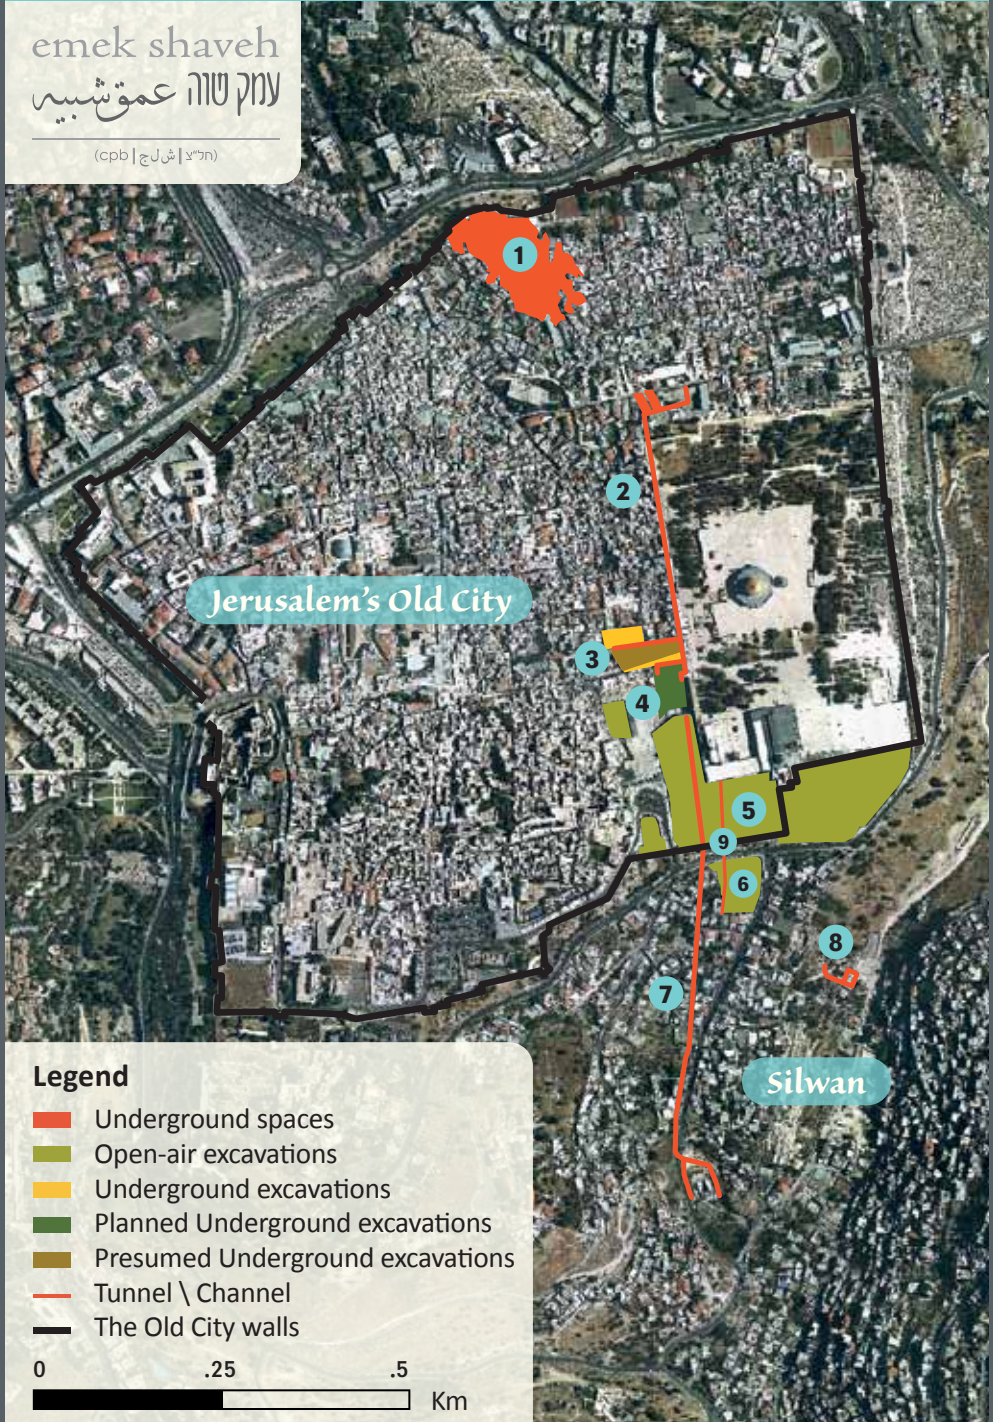 emek shaveh
עמק שווה عمق شبيه
(cpb | ش.ل.ج | חל"צ)
1
2
Jerusalem's Old City
3
4
5
9
6
8
7
Silwan
Legend
Underground spaces
Open-air excavations
Underground excavations
Planned Underground excavations
Presumed Underground excavations
Tunnel \ Channel
The Old City walls
0 .25 .5
Km